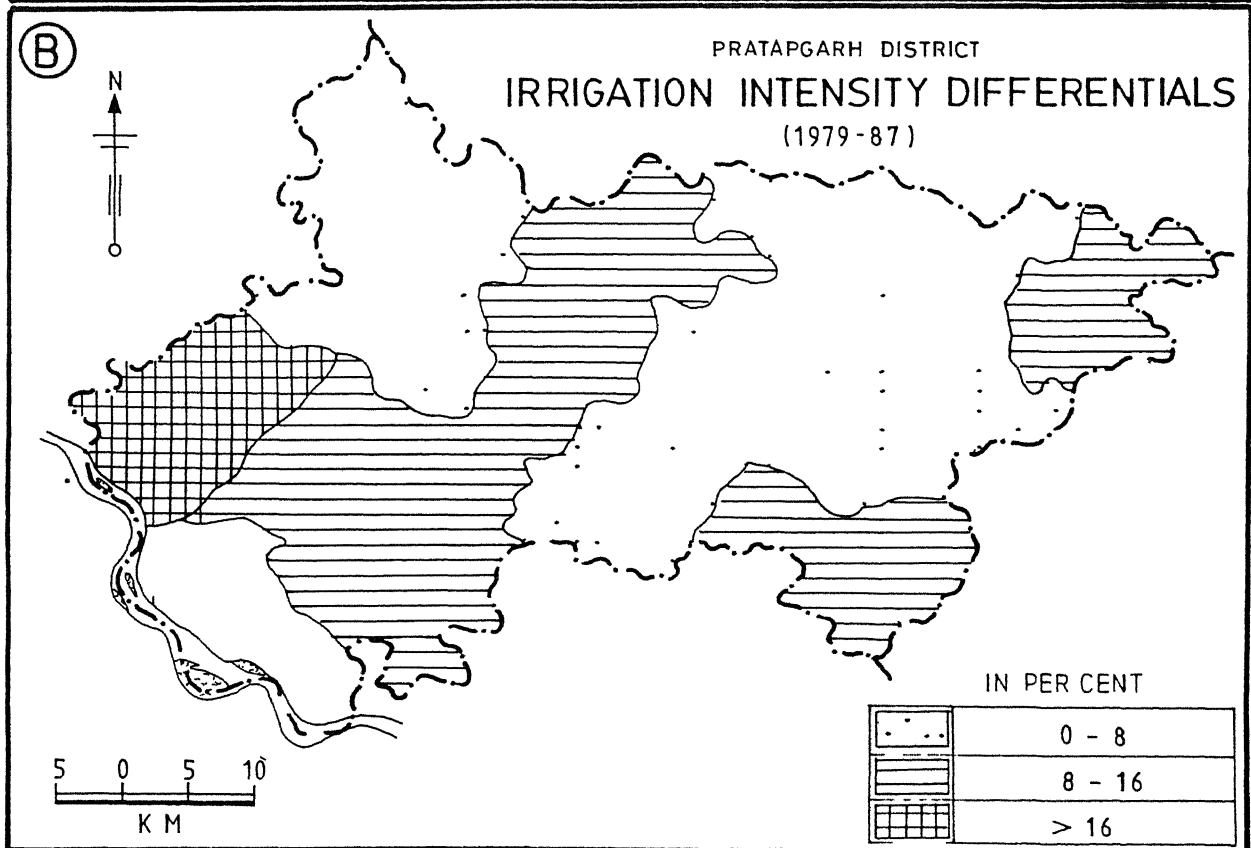 B
N
PRATAPGARH DISTRICT
IRRIGATION INTENSITY DIFFERENTIALS
(1979-87)
IN PER CENT
0 - 8
8 - 16
> 16
5 0 5 10
K M